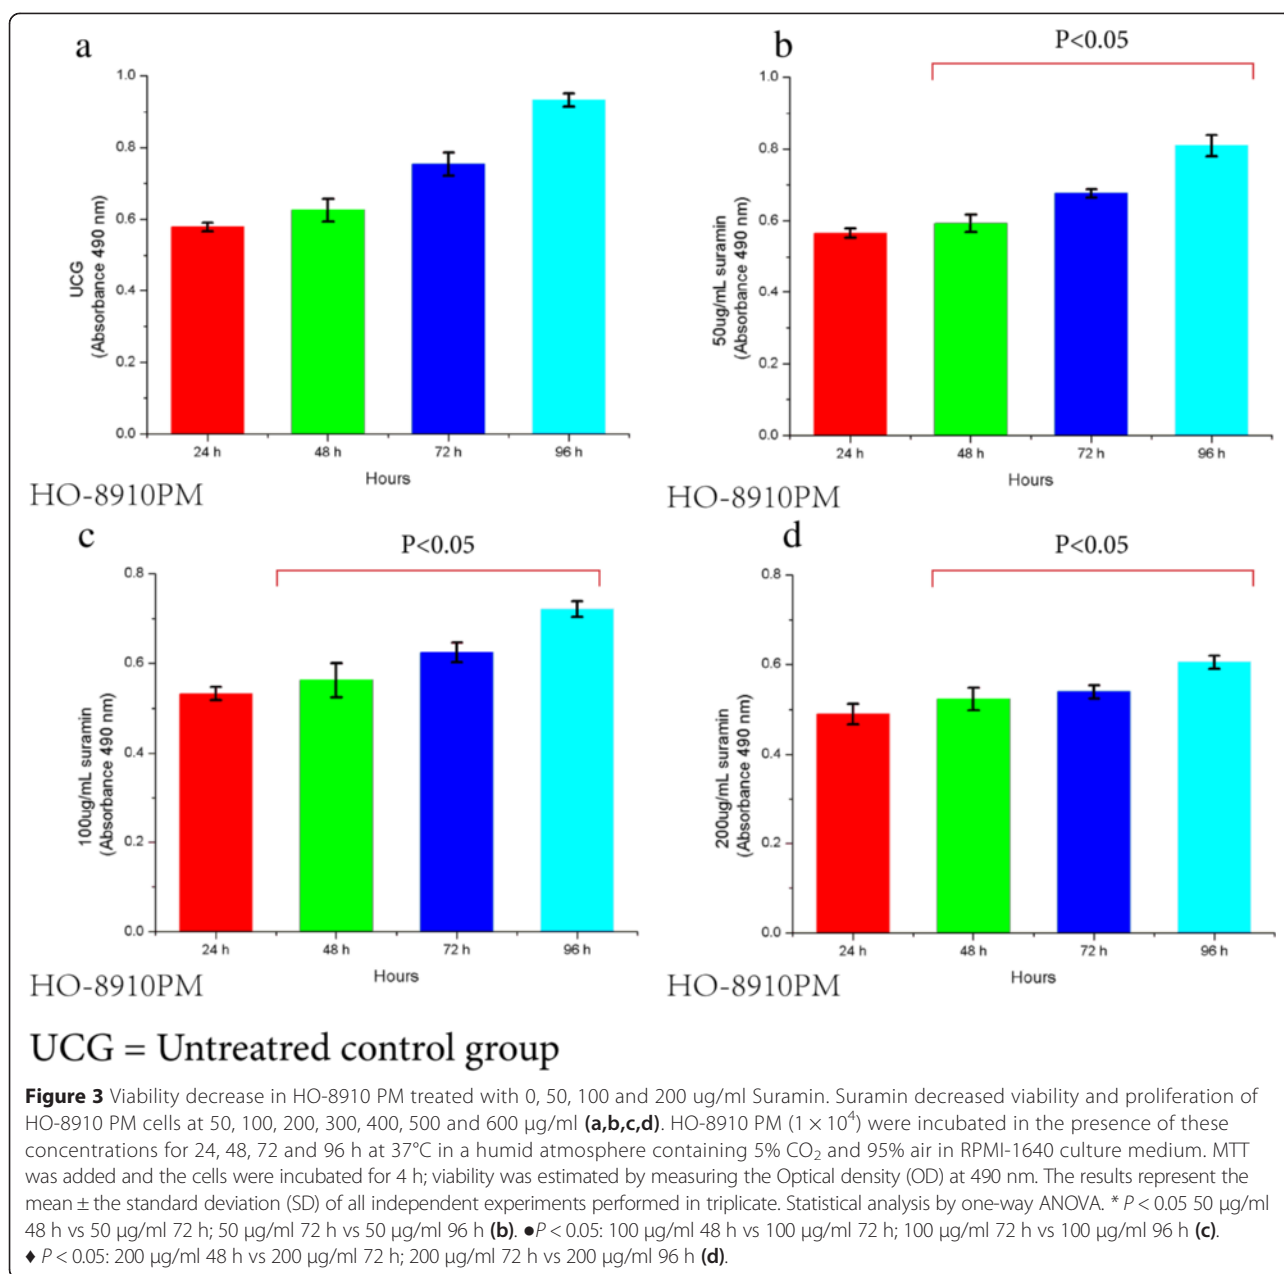 a
1.0
0.8
0.6
0.4
0.2
0.0
UCG
(Absorbance 490 nm)
24 h
48 h
72 h
96 h
Hours
HO-8910PM
b
P<0.05
1.0
0.8
0.6
0.4
0.2
0.0
50ug/mL suramin
(Absorbance 490 nm)
24 h
48 h
72 h
96 h
Hours
HO-8910PM
c
P<0.05
0.8
0.6
0.4
0.2
0.0
100ug/mL suramin
(Absorbance 490 nm)
24 h
48 h
72 h
96 h
Hours
HO-8910PM
d
P<0.05
0.8
0.6
0.4
0.2
0.0
200ug/mL suramin
(Absorbance 490 nm)
24 h
48 h
72 h
96 h
Hours
HO-8910PM
UCG = Untreatred control group
Figure 3 Viability decrease in HO-8910 PM treated with 0, 50, 100 and 200 ug/ml Suramin. Suramin decreased viability and proliferation of
HO-8910 PM cells at 50, 100, 200, 300, 400, 500 and 600 μg/ml (a,b,c,d). HO-8910 PM (1 × 10⁴) were incubated in the presence of these
concentrations for 24, 48, 72 and 96 h at 37°C in a humid atmosphere containing 5% CO₂ and 95% air in RPMI-1640 culture medium. MTT
was added and the cells were incubated for 4 h; viability was estimated by measuring the Optical density (OD) at 490 nm. The results represent the
mean ± the standard deviation (SD) of all independent experiments performed in triplicate. Statistical analysis by one-way ANOVA. * P < 0.05 50 μg/ml
48 h vs 50 μg/ml 72 h; 50 μg/ml 72 h vs 50 μg/ml 96 h (b). ●P < 0.05: 100 μg/ml 48 h vs 100 μg/ml 72 h; 100 μg/ml 72 h vs 100 μg/ml 96 h (c).
♦ P < 0.05: 200 μg/ml 48 h vs 200 μg/ml 72 h; 200 μg/ml 72 h vs 200 μg/ml 96 h (d).